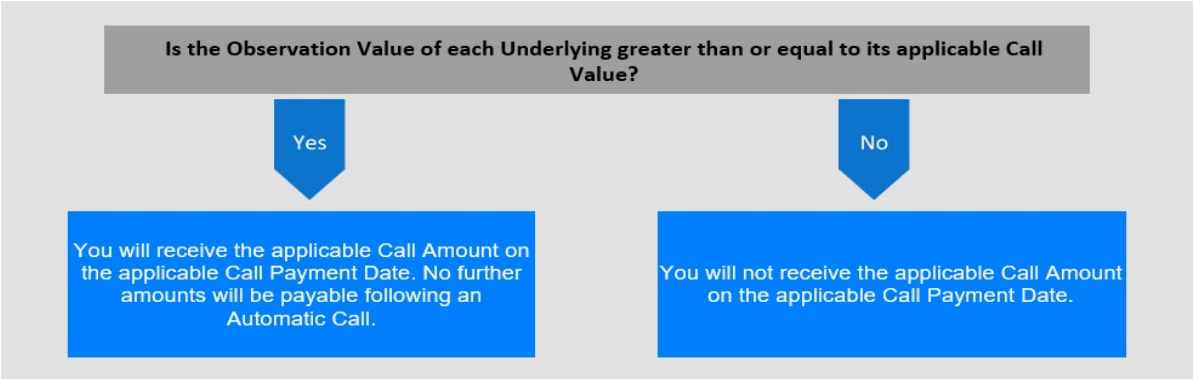 Is the Observation Value of each Underlying greater than or equal to its applicable Call
Value?
Yes
No
You will receive the applicable Call Amount on
the applicable Call Payment Date. No further
amounts will be payable following an
Automatic Call.
You will not receive the applicable Call Amount
on the applicable Call Payment Date.